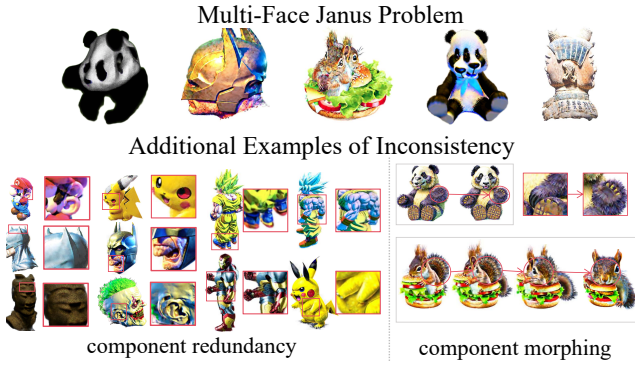 Multi-Face Janus Problem
Additional Examples of Inconsistency
component redundancy
component morphing